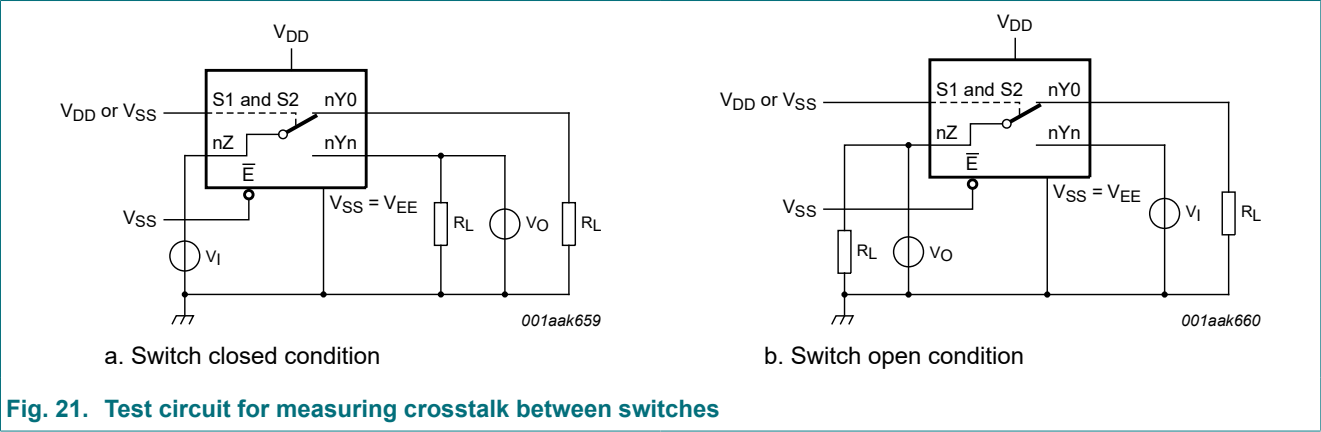 VDD
S1 and S2 nY0
VDD or VSS
nZ nYn
E
VSS
VSS = VEE
VI
RL
VO
RL
001aak659
a. Switch closed condition
VDD
S1 and S2 nY0
VDD or VSS
nZ nYn
E
VSS
VSS = VEE
RL
VO
VI
RL
001aak660
b. Switch open condition
Fig. 21. Test circuit for measuring crosstalk between switches